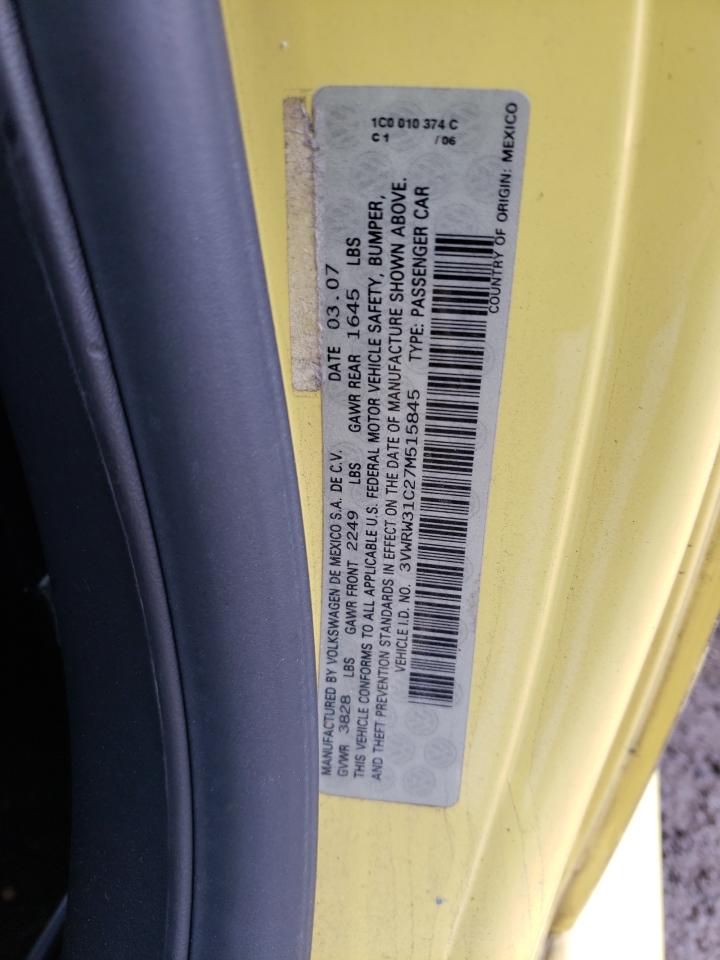 1C0 010 374 C
C 1 /06
MANUFACTURED BY VOLKSWAGEN DE MEXICO S.A. DE C.V. DATE 03.07
GVWR 3828 LBS GAWR FRONT 2249 LBS GAWR REAR 1645 LBS
THIS VEHICLE CONFORMS TO ALL APPLICABLE U.S. FEDERAL MOTOR VEHICLE SAFETY, BUMPER,
AND THEFT PREVENTION STANDARDS IN EFFECT ON THE DATE OF MANUFACTURE SHOWN ABOVE.
VEHICLE I.D. NO. 3VWRW31C27M515845 TYPE: PASSENGER CAR
COUNTRY OF ORIGIN: MEXICO